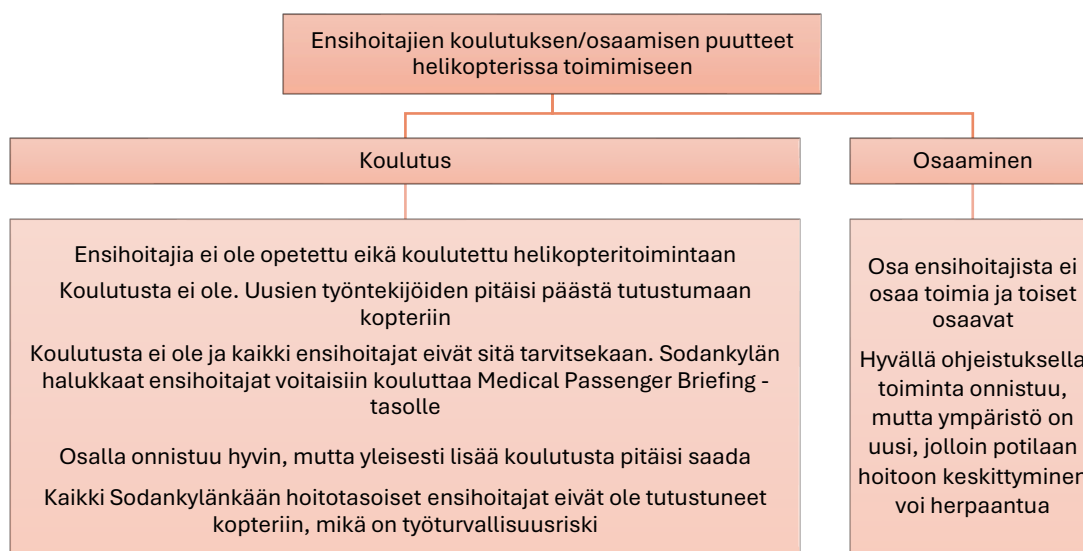 Ensihoitajien koulutuksen/osaamisen puutteet
helikopterissa toimimiseen
Koulutus
Ensihoitajia ei ole opetettu eikä koulutettu helikopteritoimintaan
Koulutusta ei ole. Uusien työntekijöiden pitäisi päästä tutustumaan
kopteriin
Koulutusta ei ole ja kaikki ensihoitajat eivät sitä tarvitsekaan. Sodankylän
halukkaat ensihoitajat voitaisiin kouluttaa Medical Passenger Briefing -
tasolle
Osalla onnistuu hyvin, mutta yleisesti lisää koulutusta pitäisi saada
Kaikki Sodankylänkään hoitotasoiset ensihoitajat eivät ole tutustuneet
kopteriin, mikä on työturvallisuusriski
Osaaminen
Osa ensihoitajista ei
osaa toimia ja toiset
osaavat
Hyvällä ohjeistuksella
toiminta onnistuu,
mutta ympäristö on
uusi, jolloin potilaan
hoitoon keskittyminen
voi herpaantua